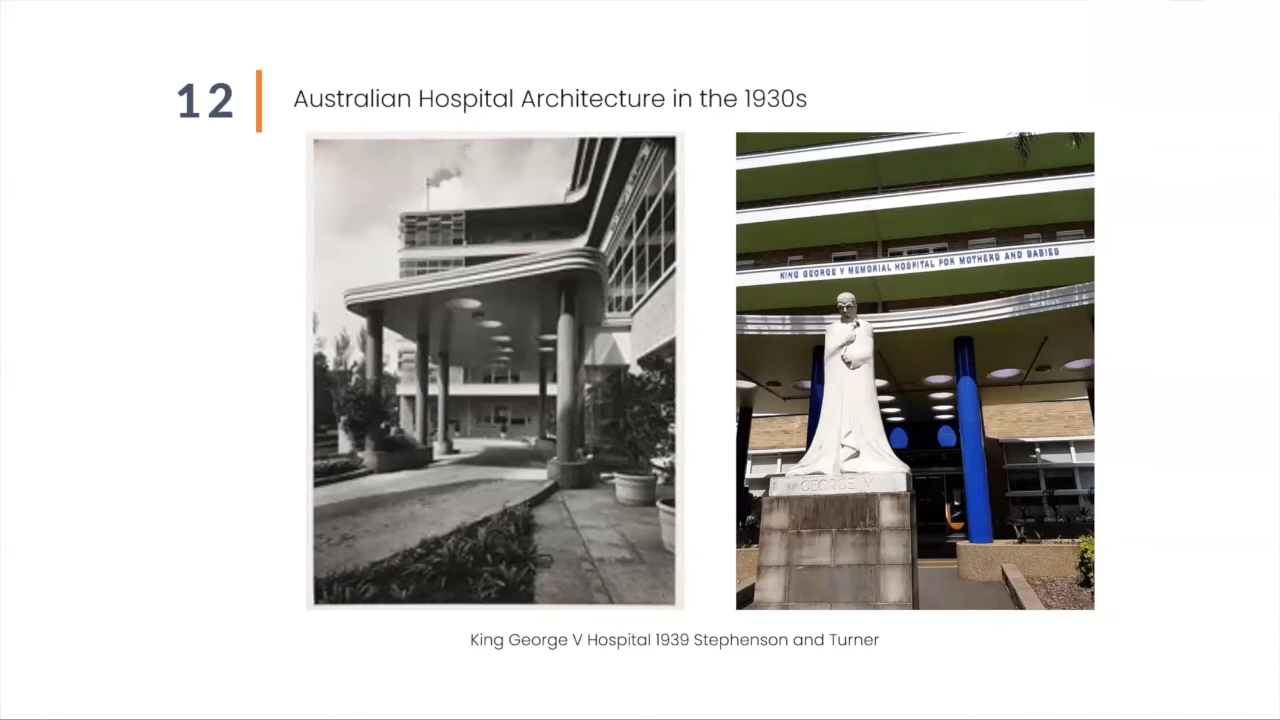 12
Australian Hospital Architecture in the 1930s
KING GEORGE V MEMORIAL HOSPITAL FOR MOTHERS AND BABIES
GEORGE V
King George V Hospital 1939 Stephenson and Turner